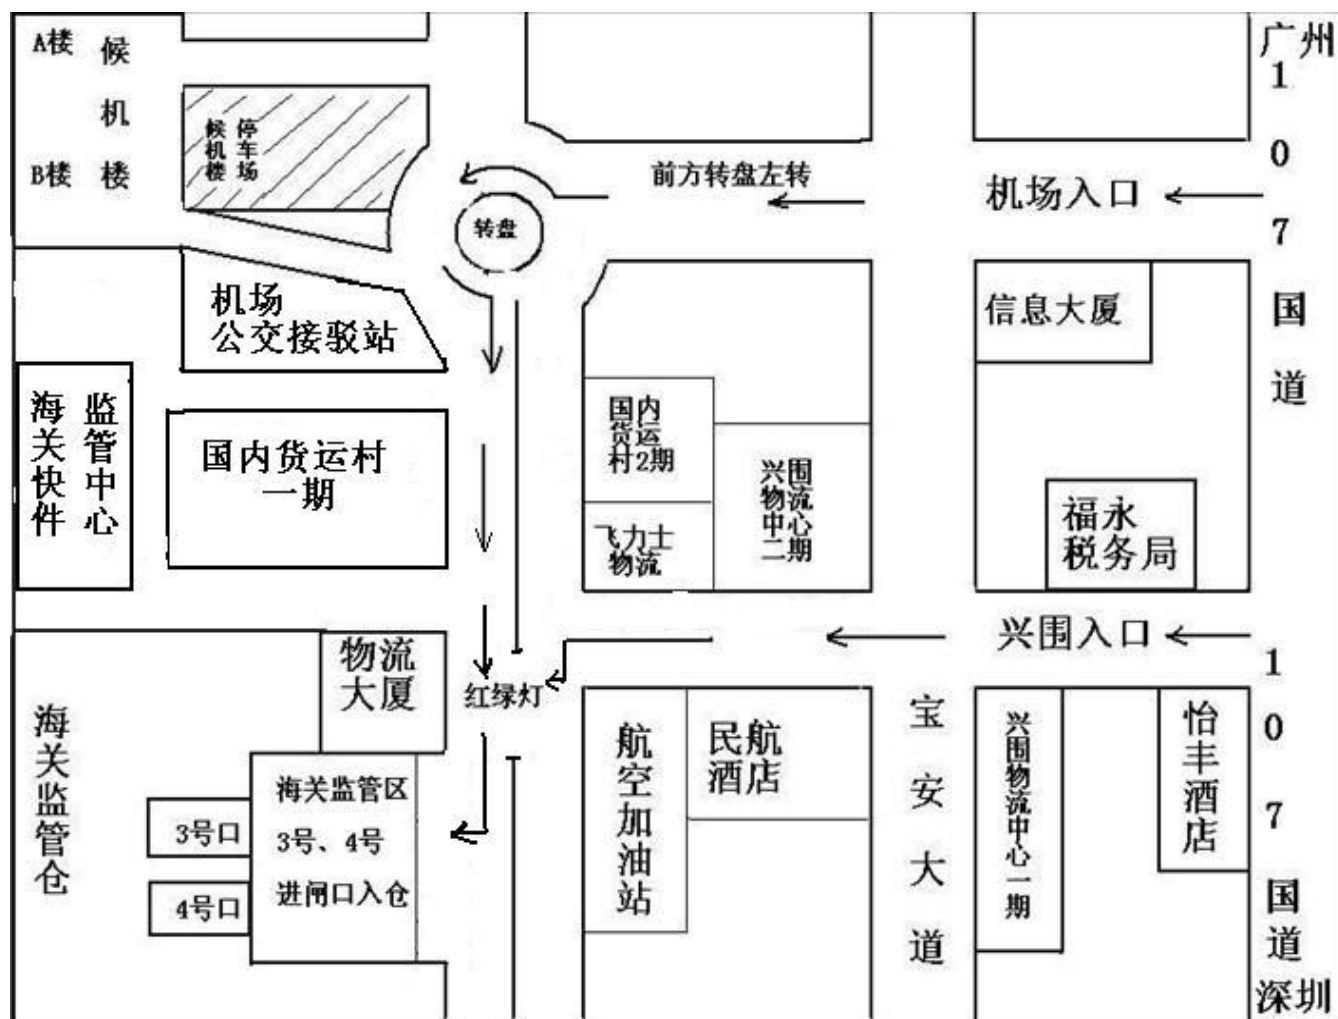 A楼
B楼
候机楼
候机楼
停车场
转盘
前方转盘左转
机场入口
广州
107国道
机场
公交接驳站
信息大厦
海关快件
监管中心
国内货运村
一期
国内
货运
村2期
飞力士
物流
兴围
物流
中心
二期
福永
税务局
兴围入口
物流
大厦
红绿灯
海关监管仓
3号口
4号口
海关监管区
3号、4号
进闸口入仓
航空加油站
民航
酒店
宝安大道
兴围物流中心一期
怡丰酒店
107国道
深圳